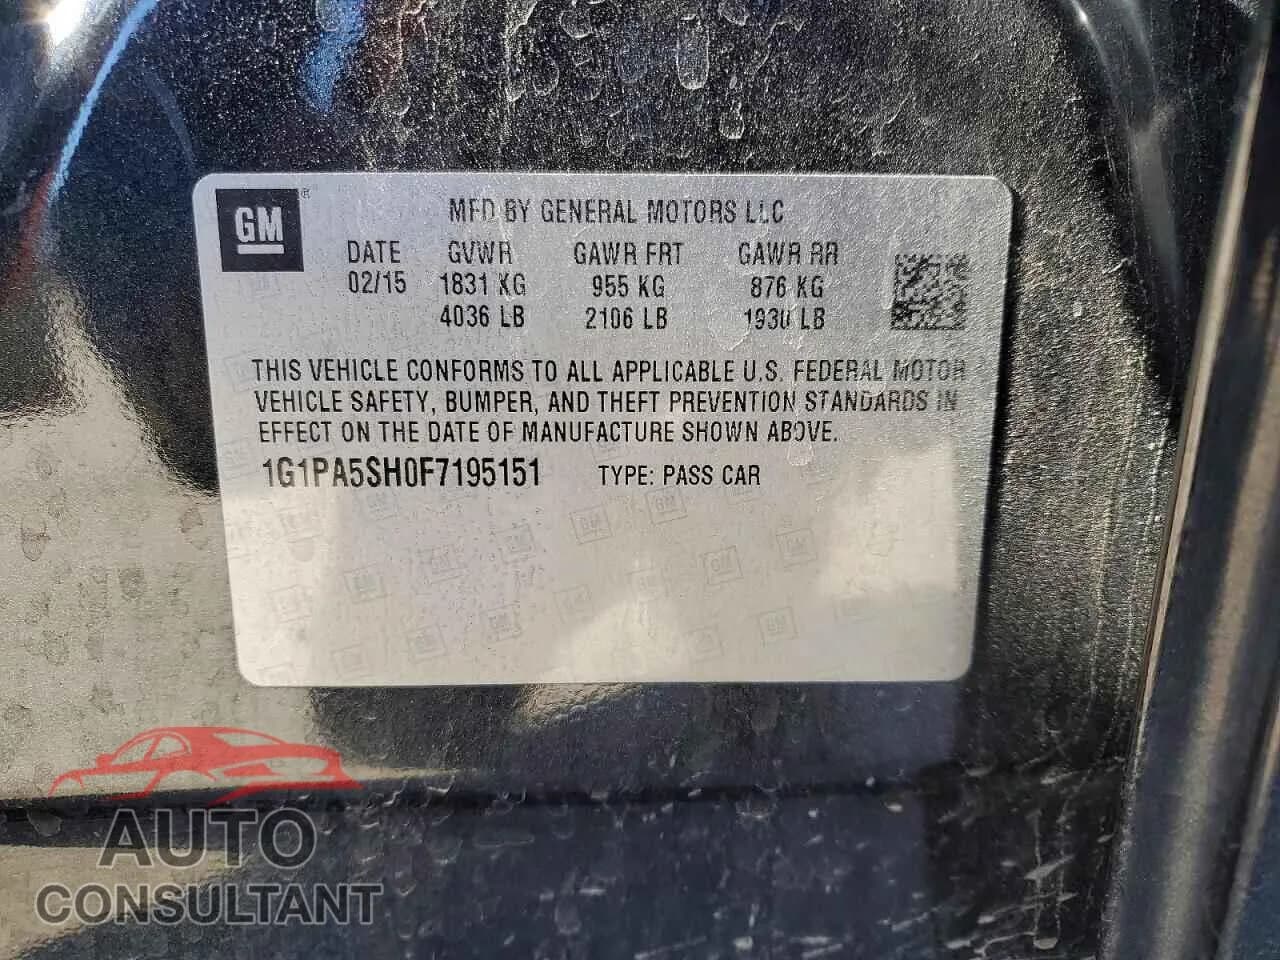 GM ® MFD BY GENERAL MOTORS LLC
DATE GVWR GAWR FRT GAWR RR
02/15 1831 KG 955 KG 876 KG
4036 LB 2106 LB 1930 LB
THIS VEHICLE CONFORMS TO ALL APPLICABLE U.S. FEDERAL MOTOR
VEHICLE SAFETY, BUMPER, AND THEFT PREVENTION STANDARDS IN
EFFECT ON THE DATE OF MANUFACTURE SHOWN ABOVE.
1G1PA5SH0F7195151 TYPE: PASS CAR
AUTO
CONSULTANT